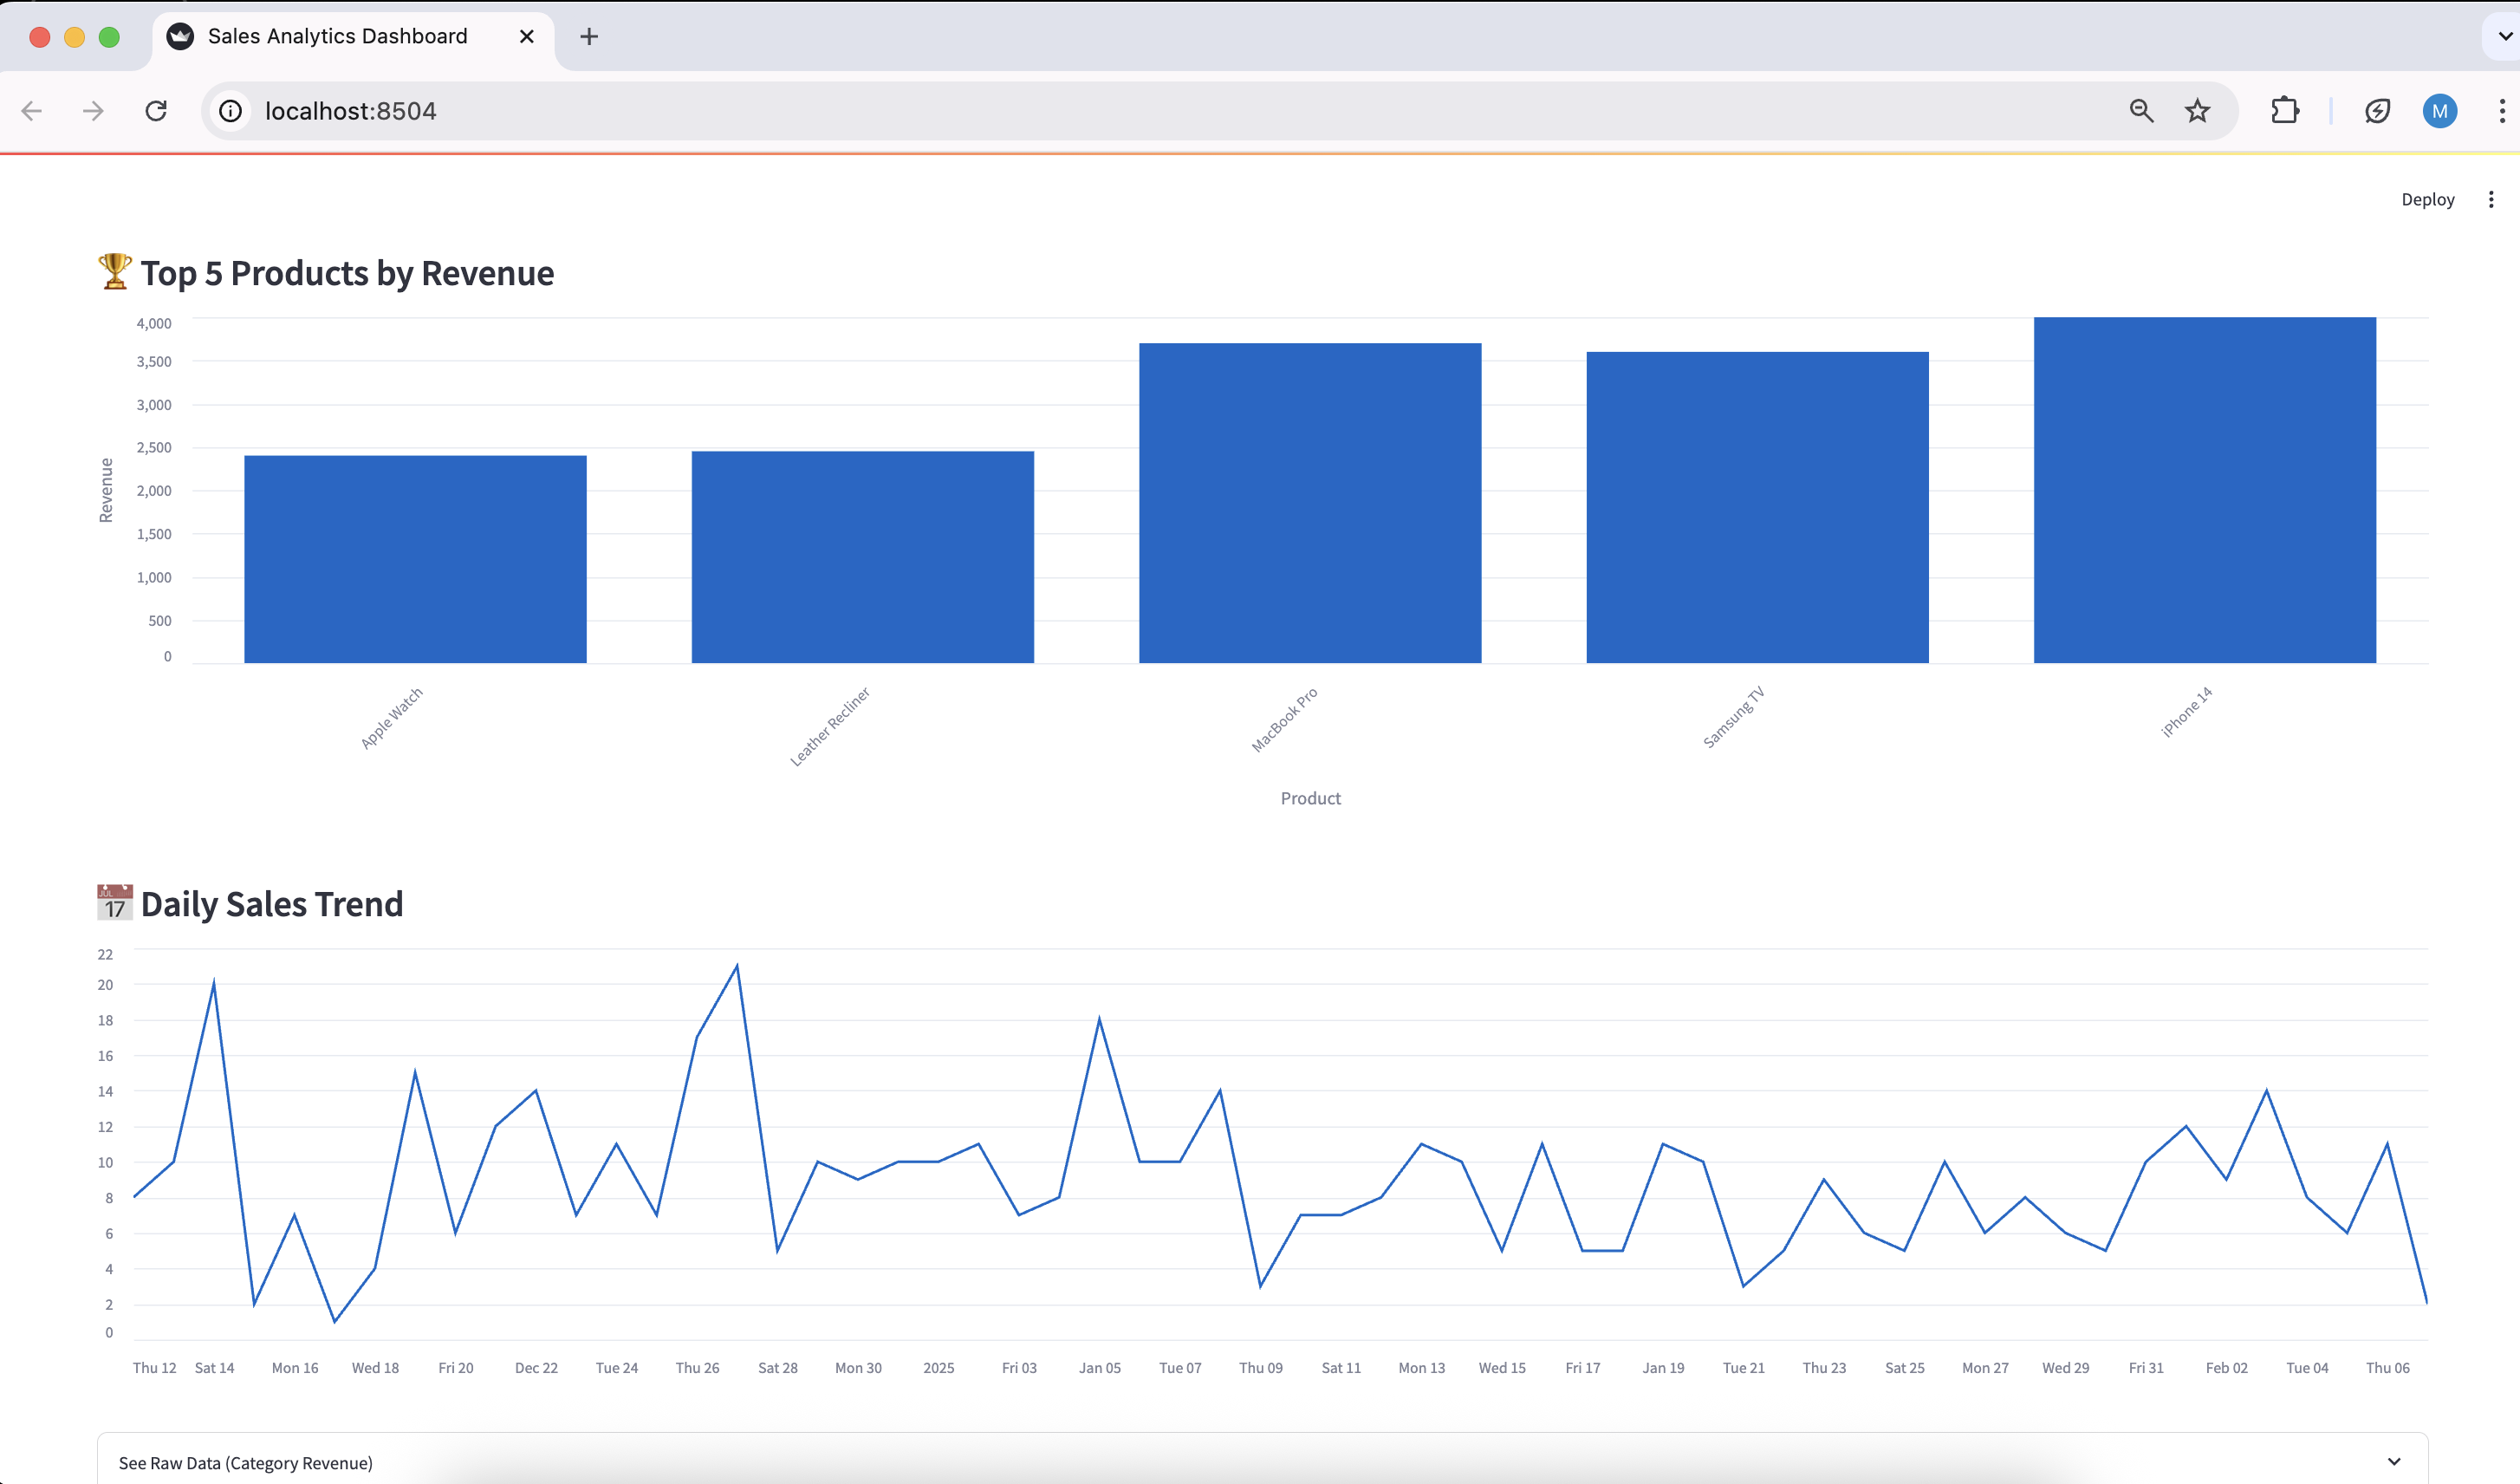 Sales Analytics Dashboard
localhost:8504
M
Deploy
🏆 Top 5 Products by Revenue
4,000
3,500
3,000
2,500
2,000
1,500
1,000
500
0
Revenue
Apple Watch
Leather Recliner
MacBook Pro
Samsung TV
iPhone 14
Product
JUL
17
Daily Sales Trend
22
20
18
16
14
12
10
8
6
4
2
0
Thu 12 Sat 14 Mon 16 Wed 18 Fri 20 Dec 22 Tue 24 Thu 26 Sat 28 Mon 30 2025 Fri 03 Jan 05 Tue 07 Thu 09 Sat 11 Mon 13 Wed 15 Fri 17 Jan 19 Tue 21 Thu 23 Sat 25 Mon 27 Wed 29 Fri 31 Feb 02 Tue 04 Thu 06
See Raw Data (Category Revenue)